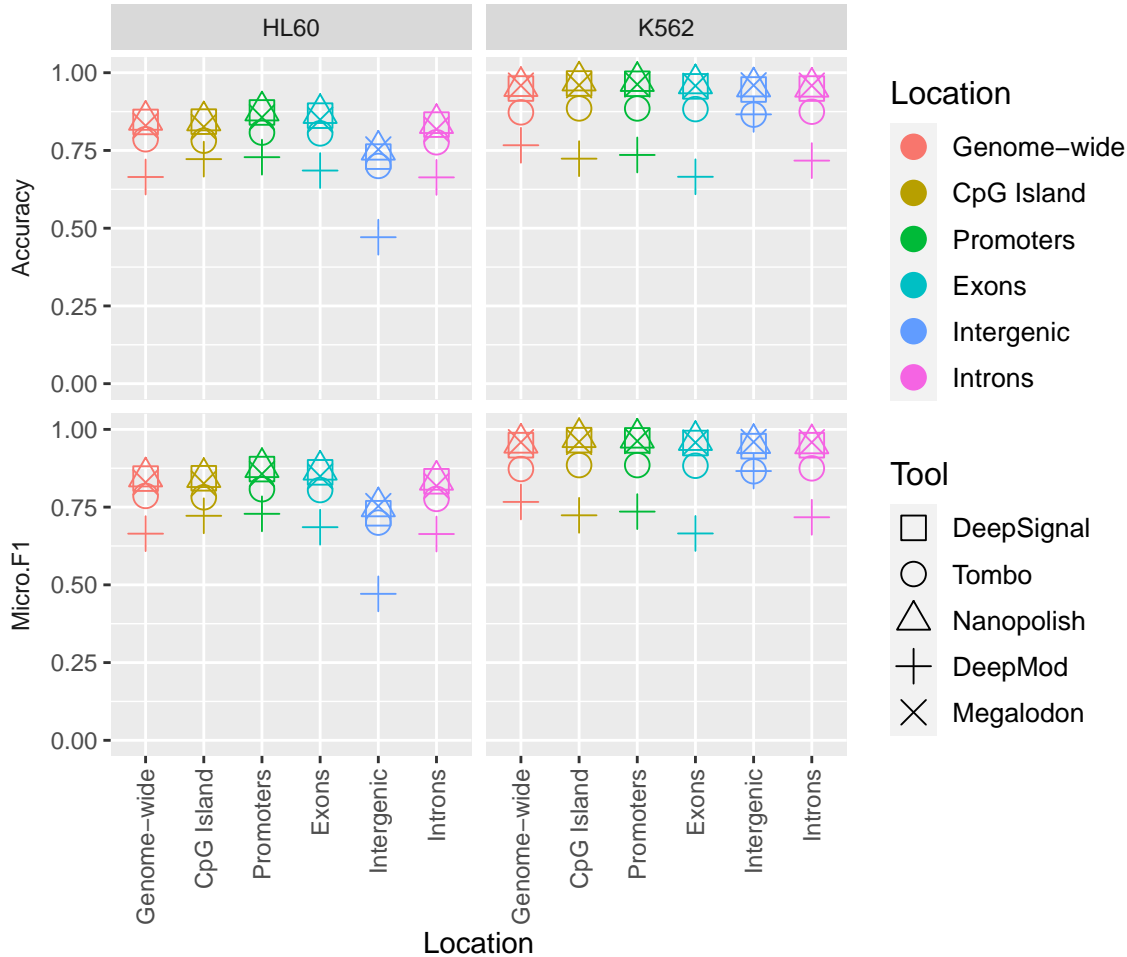 HL60
K562
Accuracy
1.00
0.75
0.50
0.25
0.00
Micro.F1
1.00
0.75
0.50
0.25
0.00
Genome−wide
CpG Island
Promoters
Exons
Intergenic
Introns
Genome−wide
CpG Island
Promoters
Exons
Intergenic
Introns
Location
Location
Genome−wide
CpG Island
Promoters
Exons
Intergenic
Introns
Tool
DeepSignal
Tombo
Nanopolish
DeepMod
Megalodon